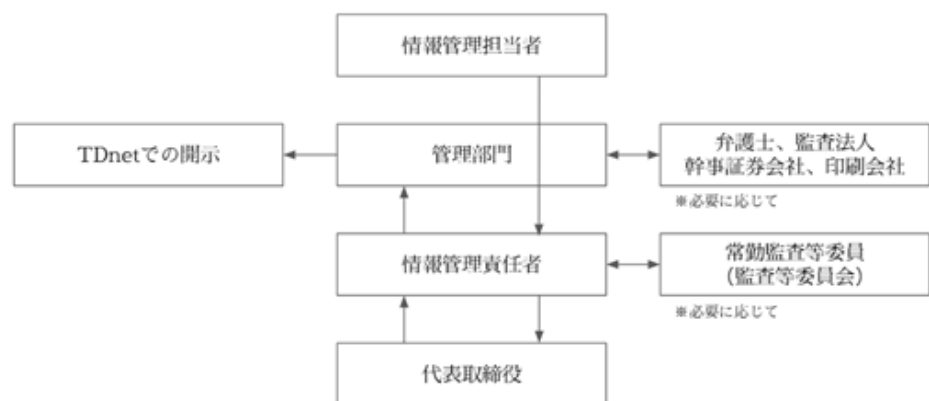 情報管理担当者
TDnetでの開示
管理部門
弁護士、監査法人
幹事証券会社、印刷会社
※必要に応じて
情報管理責任者
常勤監査等委員
(監査等委員会)
※必要に応じて
代表取締役